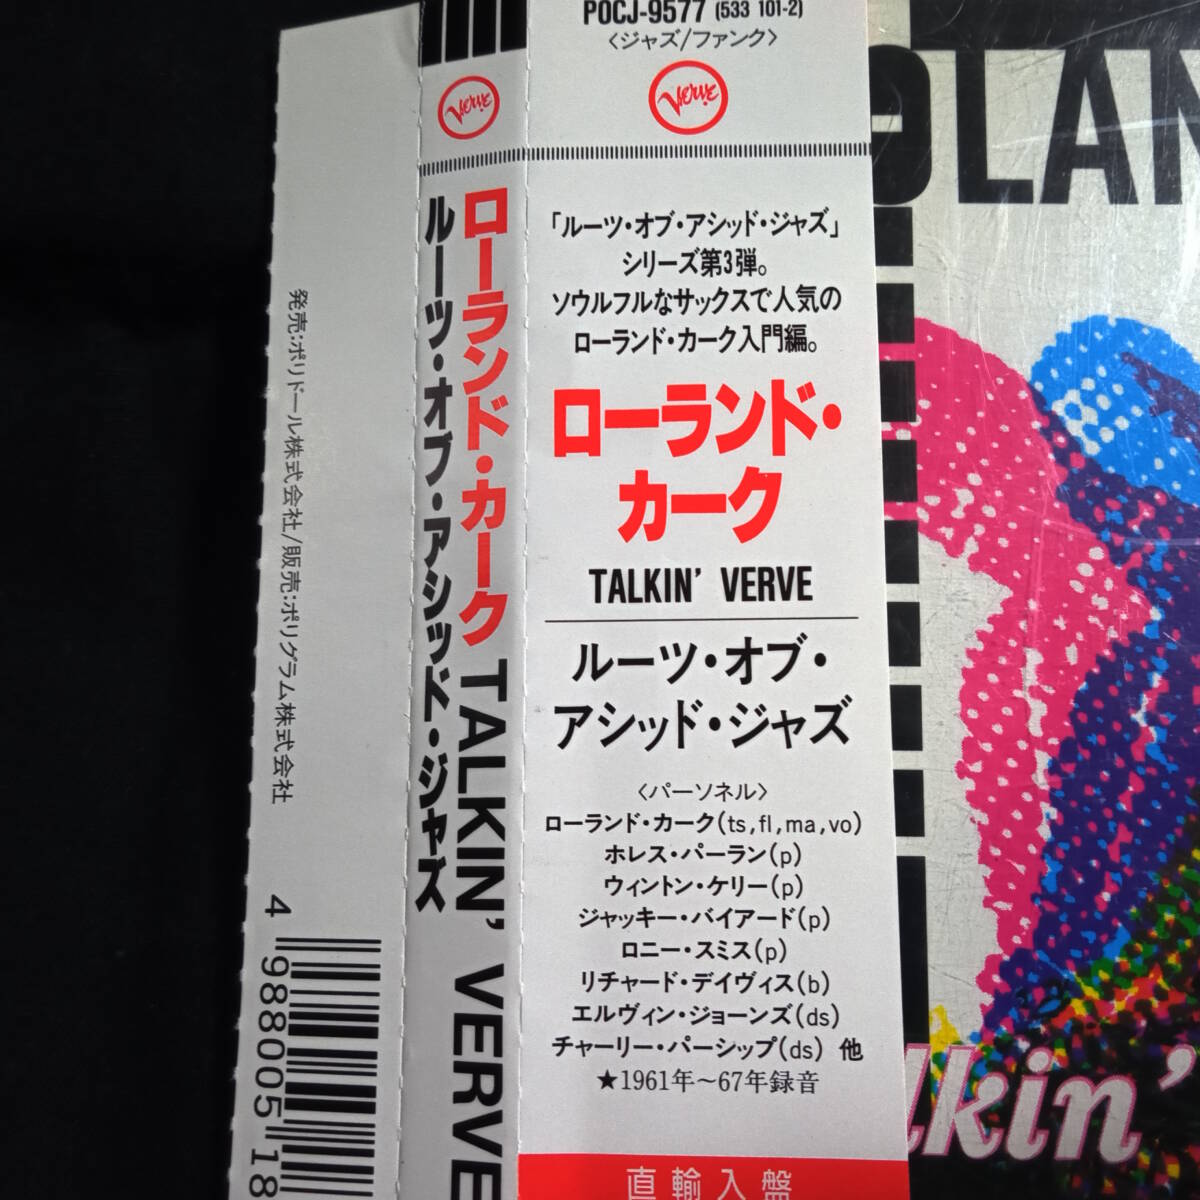 POCJ-9577 (533 101-2)
〈ジャズ/ファンク〉
Verve
「ルーツ・オブ・アシッド・ジャズ」
シリーズ第3弾。
ソウルフルなサックスで人気の
ローランド・カーク入門編。
ローランド・
カーク
TALKIN' VERVE
ルーツ・オブ・
アシッド・ジャズ
〈パーソネル〉
ローランド・カーク(ts,fl,ma,vo)
ホレス・パーラン(p)
ウィントン・ケリー(p)
ジャッキー・バイアード(p)
ロニー・スミス(p)
リチャード・デイヴィス(b)
エルヴィン・ジョーンズ(ds)
チャーリー・パーシップ(ds) 他
★1961年〜67年録音
直輸入盤
Verve
ローランド・カーク TALKIN' VERVE
ルーツ・オブ・アシッド・ジャズ
発売:ポリドール株式会社/販売:ポリグラム株式会社
4 988005 18
OLAN
lkin'